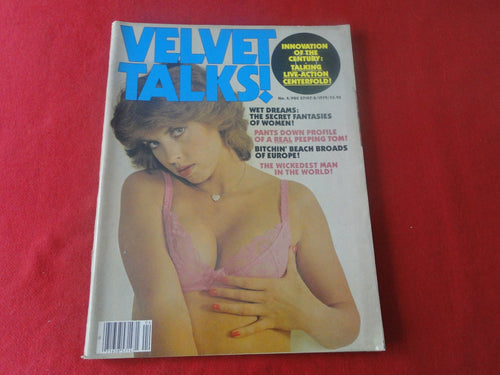 VELVET
TALKS!
INNOVATION
OF THE
CENTURY:
TALKING
LIVE-ACTION
CENTERFOLD!
WET DREAMS:
THE SECRET FANTASIES
OF WOMEN!
PANTS DOWN PROFILE
OF A REAL PEEPING TOM!
BITCHIN' BEACH BROADS
OF EUROPE!
THE WICKEDEST MAN
IN THE WORLD!